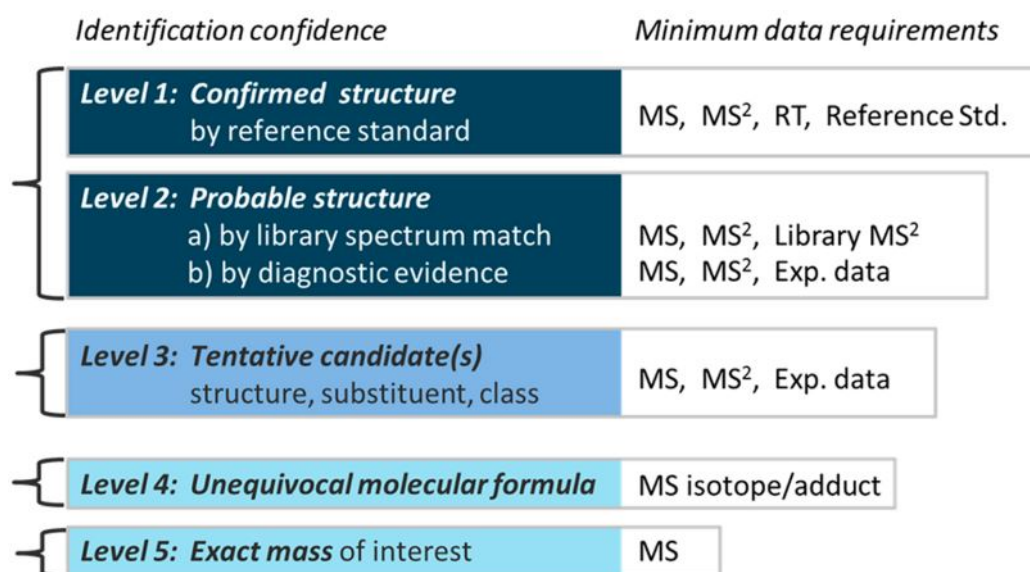 Identification confidence Minimum data requirements
Level 1: Confirmed structure
by reference standard
MS, MS², RT, Reference Std.
Level 2: Probable structure
a) by library spectrum match
b) by diagnostic evidence
MS, MS², Library MS²
MS, MS², Exp. data
Level 3: Tentative candidate(s)
structure, substituent, class
MS, MS², Exp. data
Level 4: Unequivocal molecular formula
MS isotope/adduct
Level 5: Exact mass of interest
MS